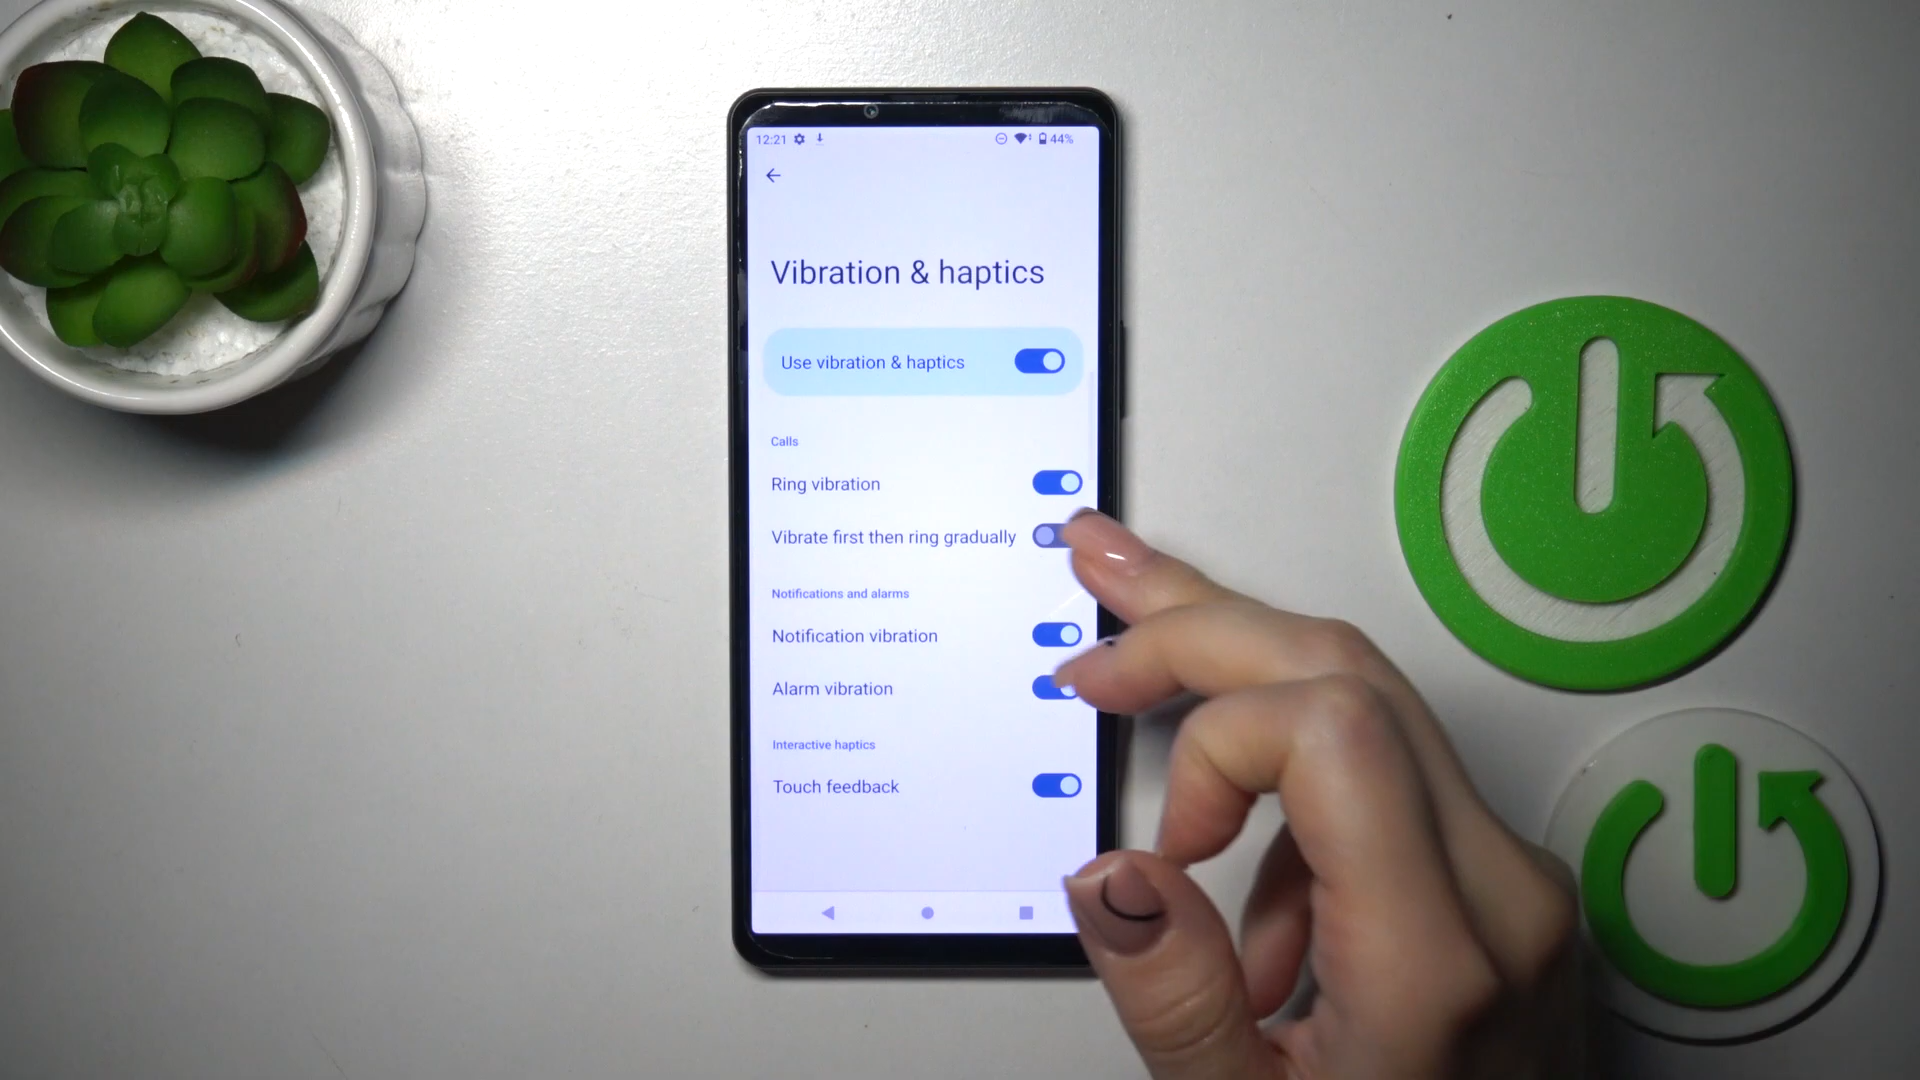 12:21 44%
Vibration & haptics
Use vibration & haptics
Calls
Ring vibration
Vibrate first then ring gradually
Notifications and alarms
Notification vibration
Alarm vibration
Interactive haptics
Touch feedback